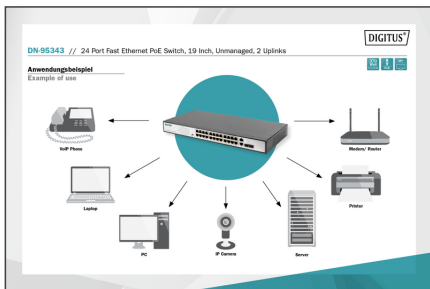 DIGITUS®
DN-95343 // 24 Port Fast Ethernet PoE Switch, 19 Inch, Unmanaged, 2 Uplinks
Anwendungsbeispiel
Example of use
VoIP Phone
Modem/ Router
Laptop
Printer
PC
IP Camera
Server